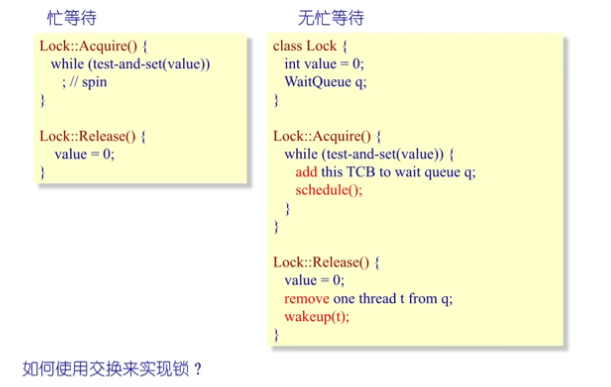 忙等待
Lock::Acquire() {
while (test-and-set(value))
; // spin
}
Lock::Release() {
value = 0;
}
无忙等待
class Lock {
int value = 0;
WaitQueue q;
}
Lock::Acquire() {
while (test-and-set(value)) {
add this TCB to wait queue q;
schedule();
}
}
Lock::Release() {
value = 0;
remove one thread t from q;
wakeup(t);
}
如何使用交换来实现锁？